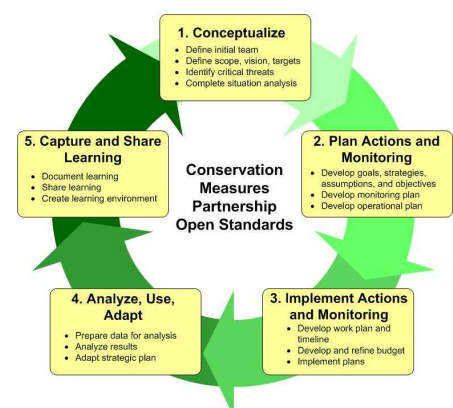 1. Conceptualize
• Define initial team
• Define scope, vision, targets
• Identify critical threats
• Complete situation analysis
2. Plan Actions and
Monitoring
• Develop goals, strategies,
assumptions, and objectives
• Develop monitoring plan
• Develop operational plan
3. Implement Actions
and Monitoring
• Develop work plan and
timeline
• Develop and refine budget
• Implement plans
4. Analyze, Use,
Adapt
• Prepare data for analysis
• Analyze results
• Adapt strategic plan
5. Capture and Share
Learning
• Document learning
• Share learning
• Create learning environment
Conservation
Measures
Partnership
Open Standards